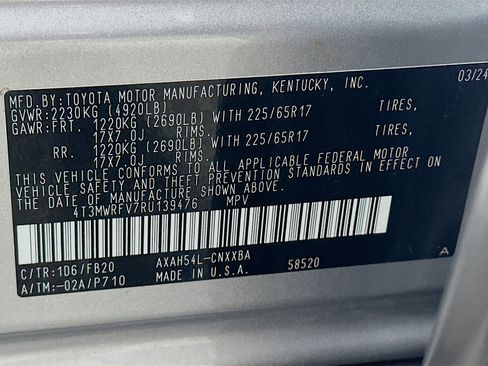 MFD.BY:TOYOTA MOTOR MANUFACTURING, KENTUCKY, INC. 03/24
GVWR:2230KG (4920LB)
GAWR:FRT. 1220KG (2690LB) WITH 225/65R17 TIRES,
17X7.0J RIMS.
RR. 1220KG (2690LB) WITH 225/65R17 TIRES,
17X7.0J RIMS.
THIS VEHICLE CONFORMS TO ALL APPLICABLE FEDERAL MOTOR
VEHICLE SAFETY AND THEFT PREVENTION STANDARDS IN EFFECT ON
THE DATE OF MANUFACTURE SHOWN ABOVE.
4T3MWRFV7RU139476 MPV
C/TR:1D6/FB20 AXAH54L-CNXXBA
A/TM:-02A/P710 MADE IN U.S.A. 58520 A